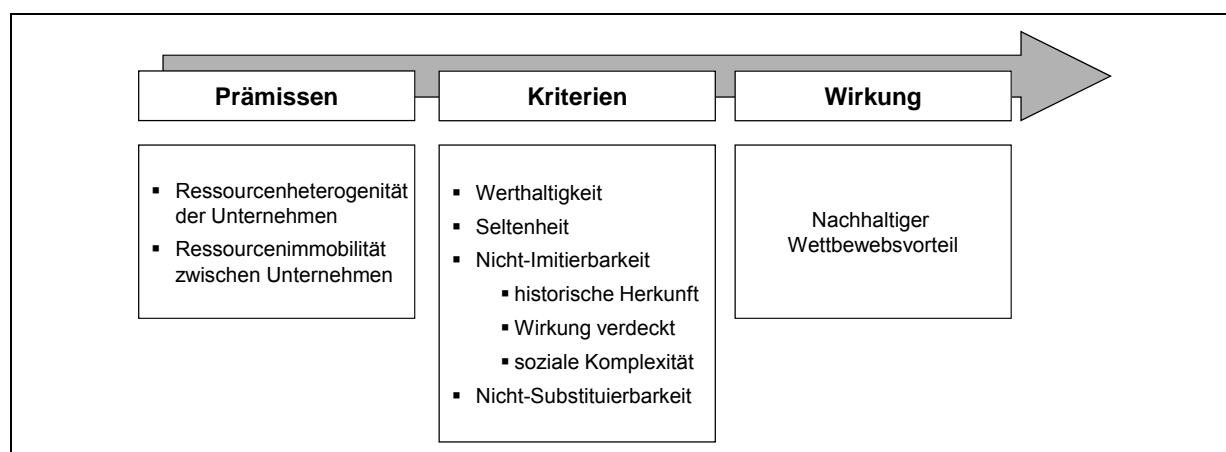 Prämissen
Kriterien
Wirkung
▪ Ressourcenheterogenität
der Unternehmen
▪ Ressourcenimmobilität
zwischen Unternehmen
▪ Werthaltigkeit
▪ Seltenheit
▪ Nicht-Imitierbarkeit
▪ historische Herkunft
▪ Wirkung verdeckt
▪ soziale Komplexität
▪ Nicht-Substituierbarkeit
Nachhaltiger
Wettbewebsvorteil